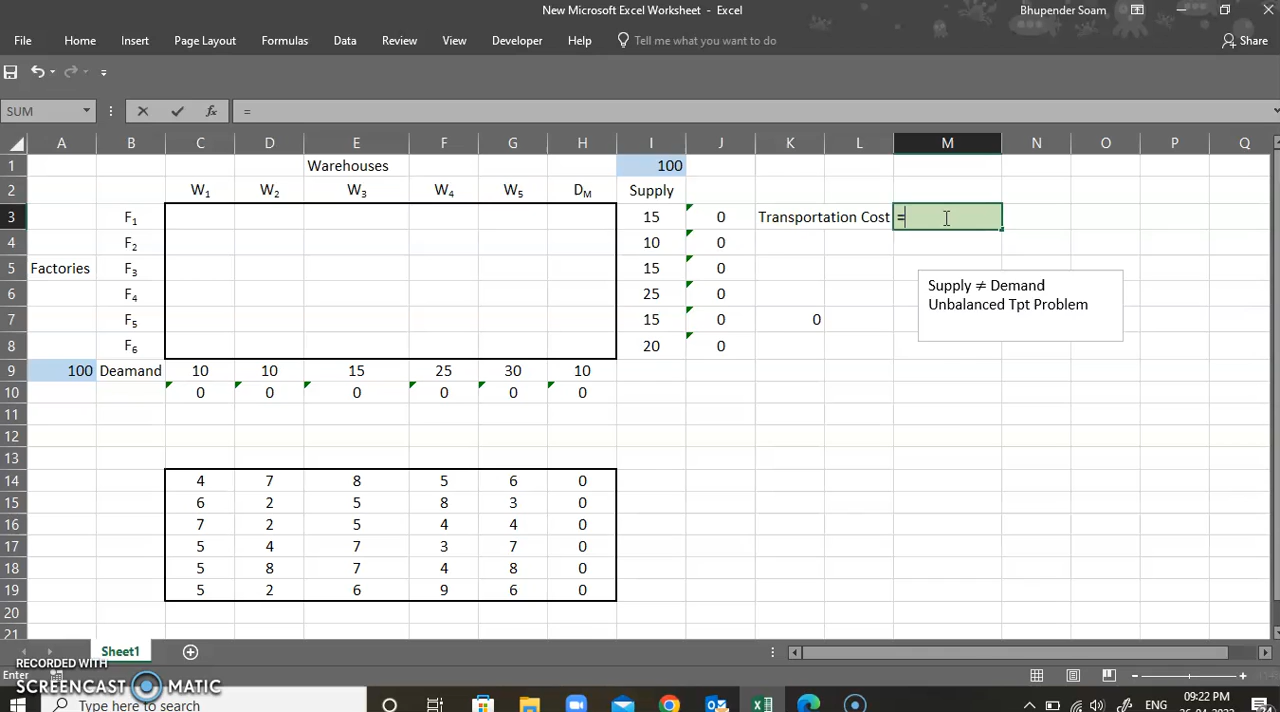 New Microsoft Excel Worksheet - Excel
Bhupender Soam
File Home Insert Page Layout Formulas Data Review View Developer Help Tell me what you want to do Share
SUM fx =
A B C D E F G H I J K L M N O P Q
1 Warehouses 100
2 W1 W2 W3 W4 W5 DM Supply
3 F1 15 0 Transportation Cost =
4 F2 10 0
5 Factories F3 15 0
6 F4 25 0
7 F5 15 0 0
8 F6 20 0
Supply ≠ Demand
Unbalanced Tpt Problem
9 100 Deamand 10 10 15 25 30 10
10 0 0 0 0 0 0
11
12
13
14 4 7 8 5 6 0
15 6 2 5 8 3 0
16 7 2 5 4 4 0
17 5 4 7 3 7 0
18 5 8 7 4 8 0
19 5 2 6 9 6 0
20
21
Sheet1
RECORDED WITH
SCREENCAST MATIC
Enter
Type here to search
ENG
09:22 PM